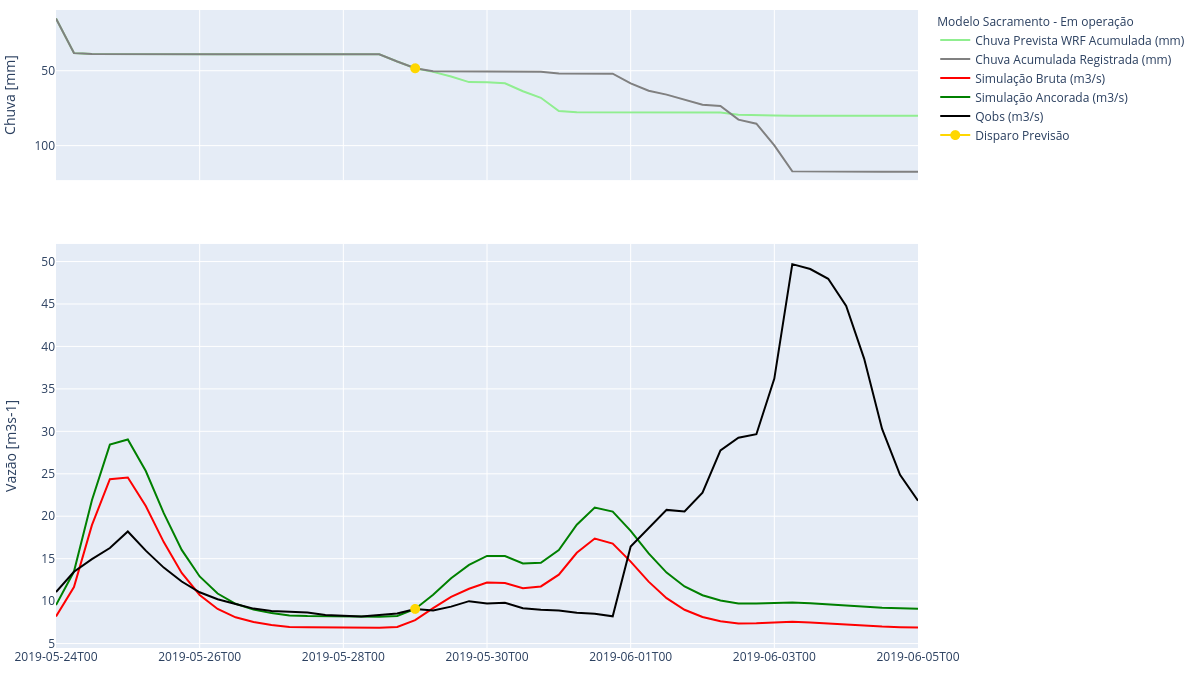 Modelo Sacramento - Em operação
Chuva Prevista WRF Acumulada (mm)
Chuva Acumulada Registrada (mm)
Simulação Bruta (m3/s)
Simulação Ancorada (m3/s)
Qobs (m3/s)
Disparo Previsão
Chuva [mm]
50
100
Vazão [m3s-1]
50
45
40
35
30
25
20
15
10
5
2019-05-24T00 2019-05-26T00 2019-05-28T00 2019-05-30T00 2019-06-01T00 2019-06-03T00 2019-06-05T00